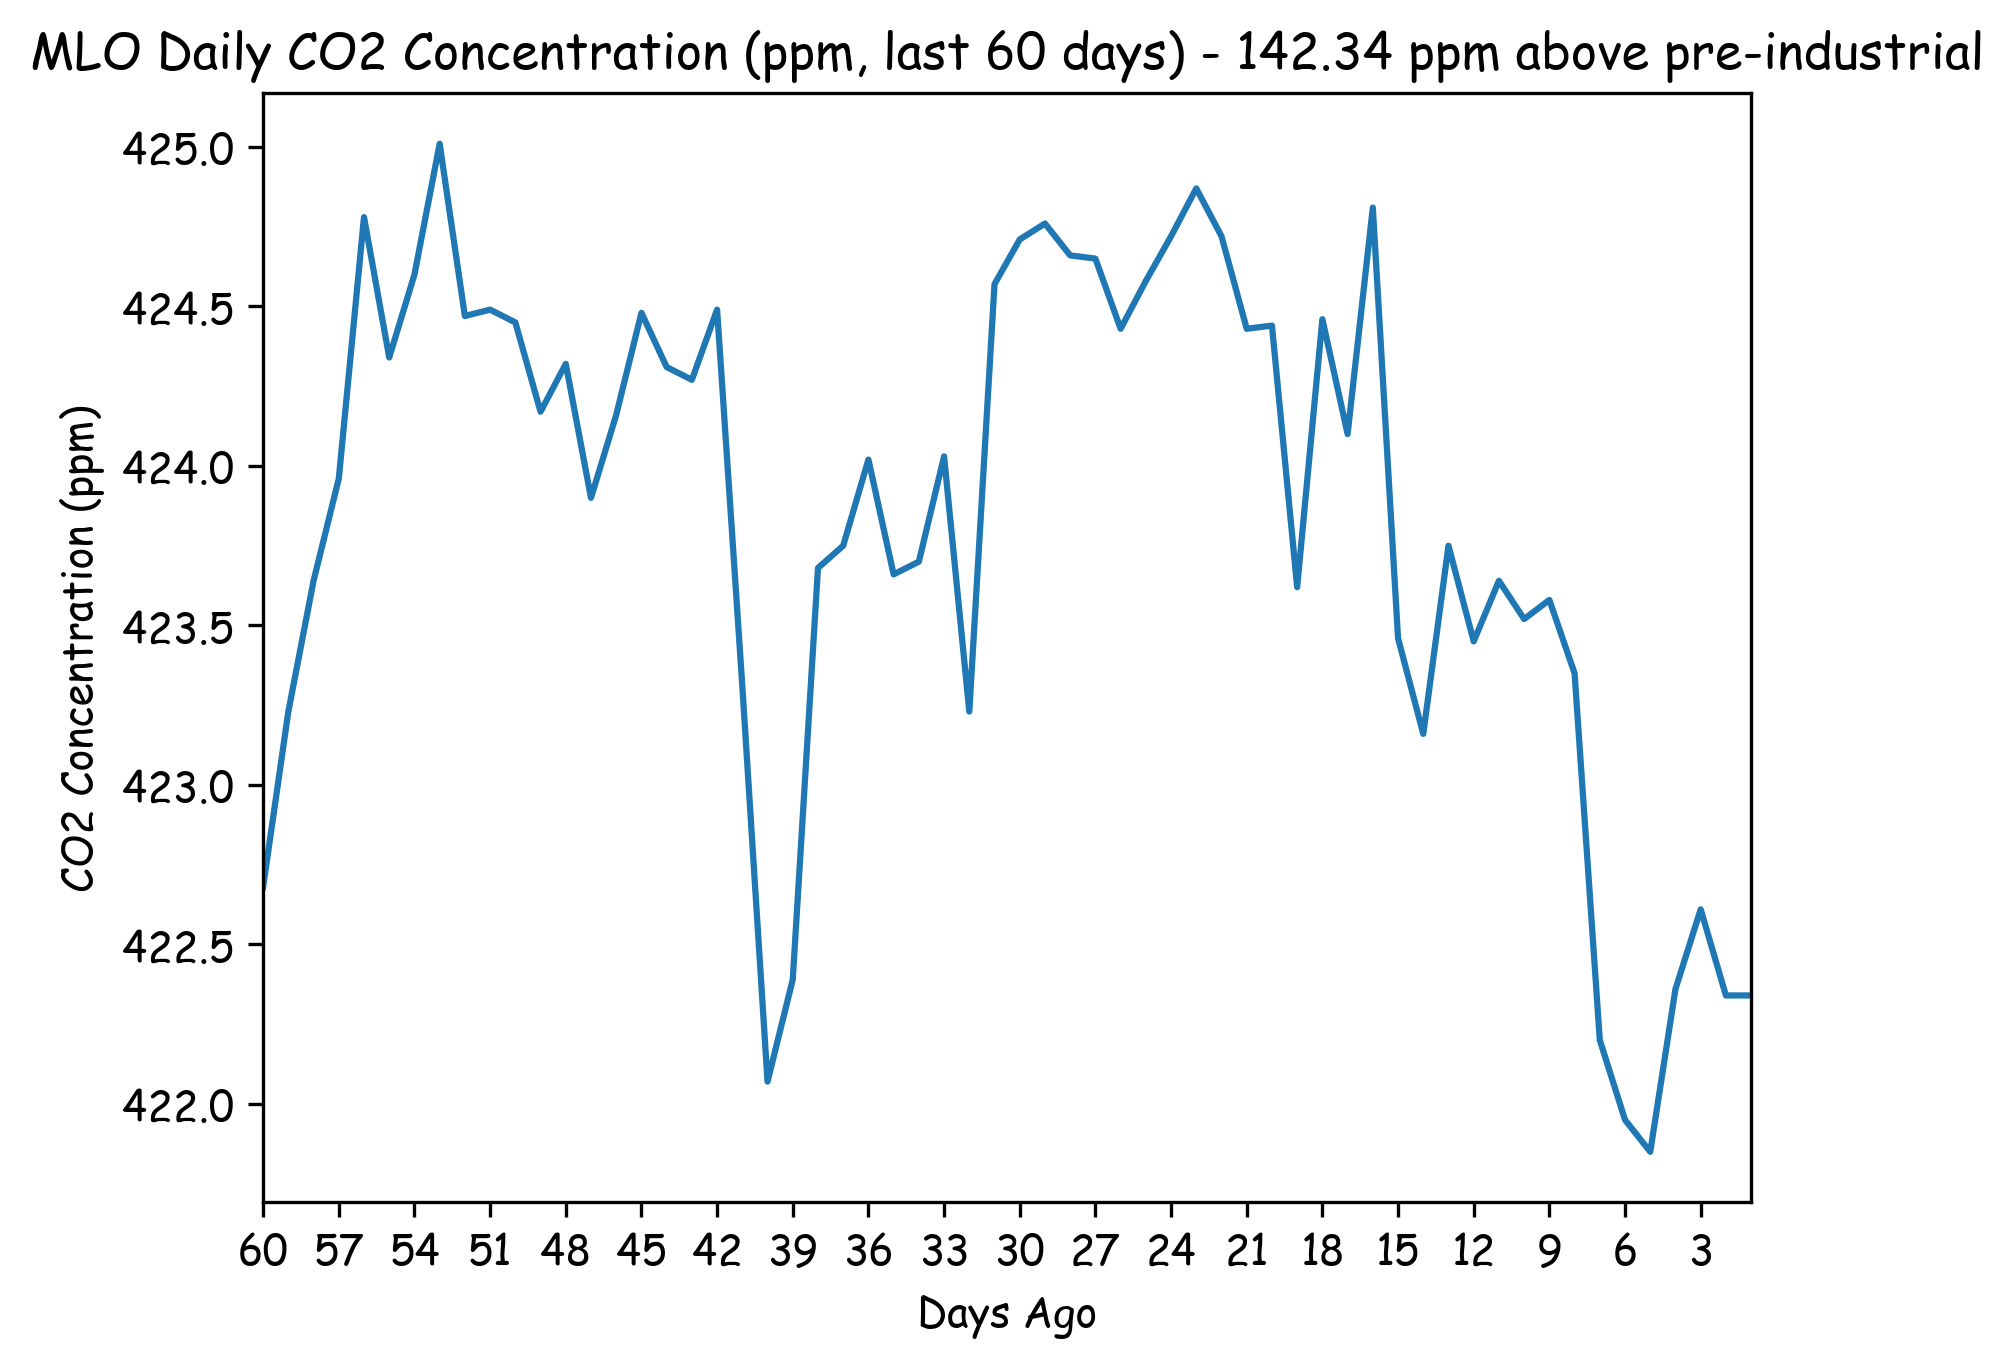 MLO Daily CO2 Concentration (ppm, last 60 days) - 142.34 ppm above pre-industrial
425.0
424.5
424.0
423.5
423.0
422.5
422.0
CO2 Concentration (ppm)
60 57 54 51 48 45 42 39 36 33 30 27 24 21 18 15 12 9 6 3
Days Ago